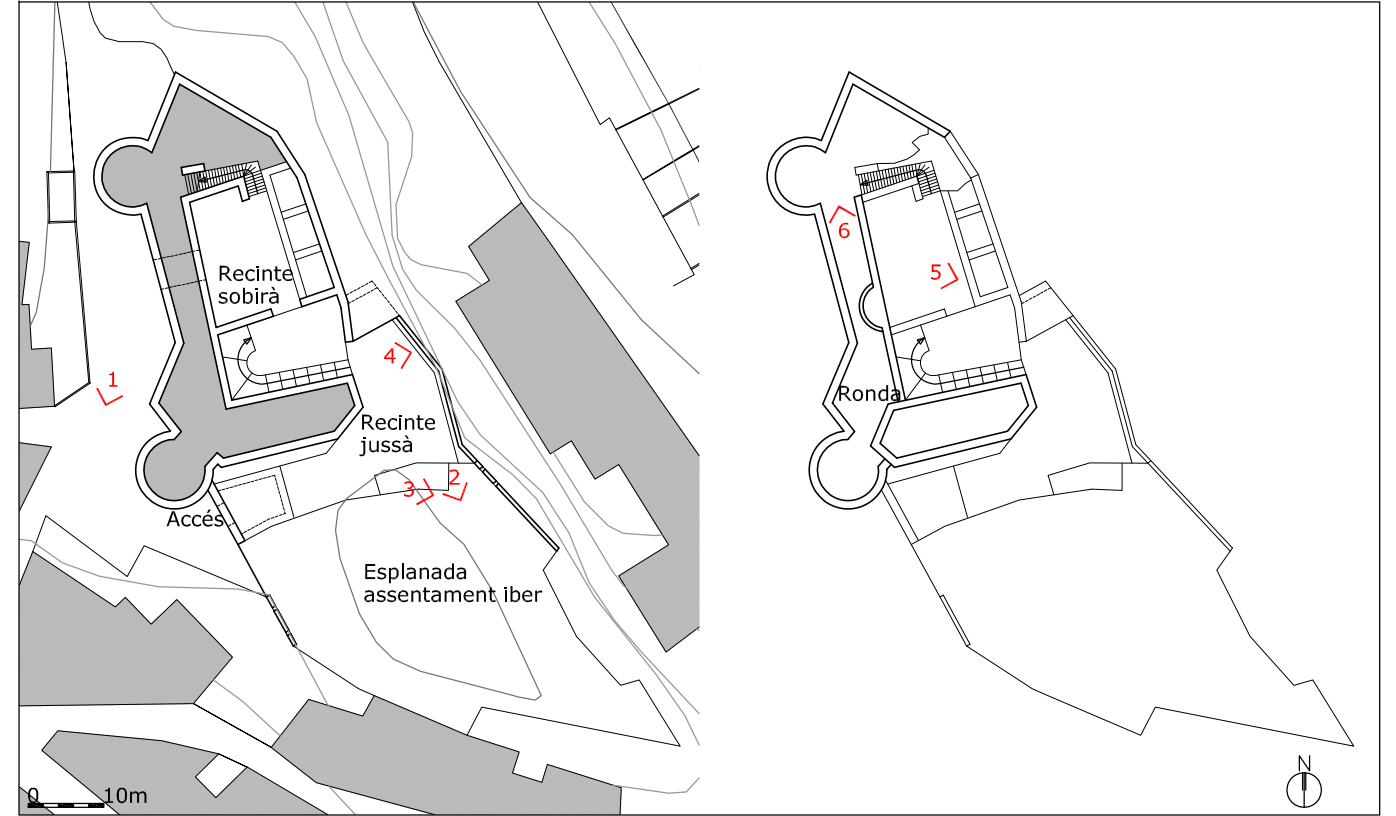 Recinte
sobirà
1
4
Recinte
jussà
3
2
Accés
Esplanada
assentament iber
0 10m
6
5
Ronda
N